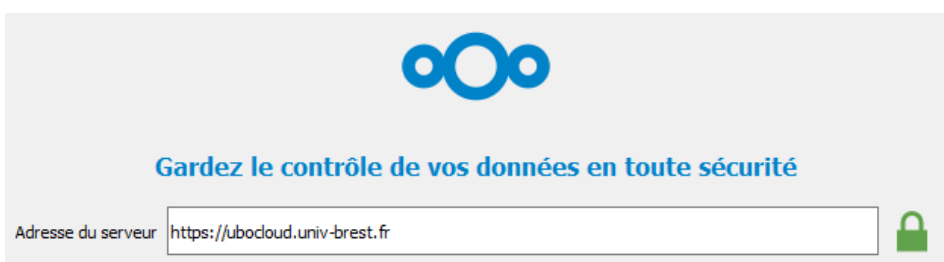 Gardez le contrôle de vos données en toute sécurité
Adresse du serveur https://ubocloud.univ-brest.fr